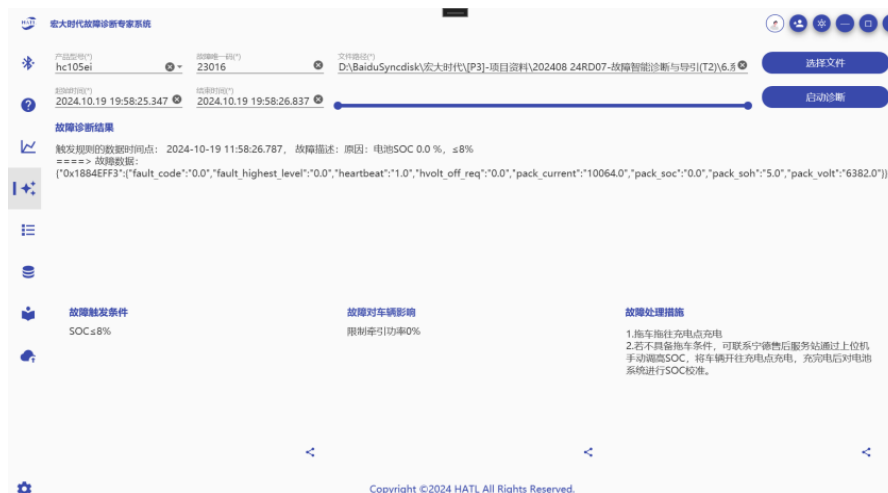 HATL 宏大时代故障诊断专家系统
产品型号(*) 故障唯一码(*) 文件路径(*)
hc105ei 23016 D:\BaiduSyncdisk\宏大时代\[P3]-项目资料\202408 24RD07-故障智能诊断与导引(T2)\6. 选择文件
起始时间(*) 结束时间(*)
2024.10.19 19:58:25.347 2024.10.19 19:58:26.837 启动诊断
故障诊断结果
触发规则的数据时间点： 2024-10-19 11:58:26.787， 故障描述：原因：电池SOC 0.0 %，≤8%
====> 故障数据：
{"0x1884EFF3":{"fault_code":"0.0","fault_highest_level":"0.0","heartbeat":"1.0","hvolt_off_req":"0.0","pack_current":"10064.0","pack_soc":"0.0","pack_soh":"5.0","pack_volt":"6382.0"}}
故障触发条件
SOC≤8%
故障对车辆影响
限制牵引功率0%
故障处理措施
1.拖车拖往充电点充电
2.若不具备拖车条件，可联系宁德售后服务站通过上位机
手动调高SOC，将车辆开往充电点充电，充完电后对电池
系统进行SOC校准。
Copyright ©2024 HATL All Rights Reserved.